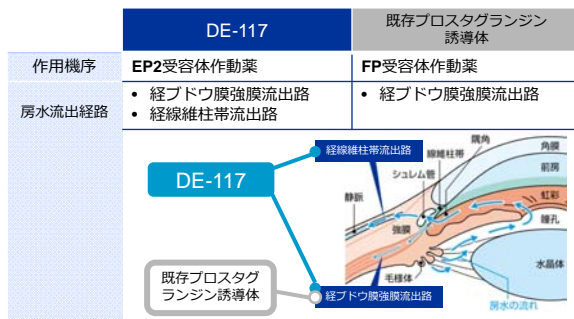 DE-117
既存プロスタグランジン
誘導体
作用機序
EP2受容体作動薬
FP受容体作動薬
房水流出経路
• 経ブドウ膜強膜流出路
• 経線維柱帯流出路
• 経ブドウ膜強膜流出路
経線維柱帯流出路
DE-117
既存プロスタグ
ランジン誘導体
経ブドウ膜強膜流出路
隅角
線維柱帯
シュレム管
角膜
前房
虹彩
瞳孔
静脈
強膜
水晶体
毛様体
房水の流れ